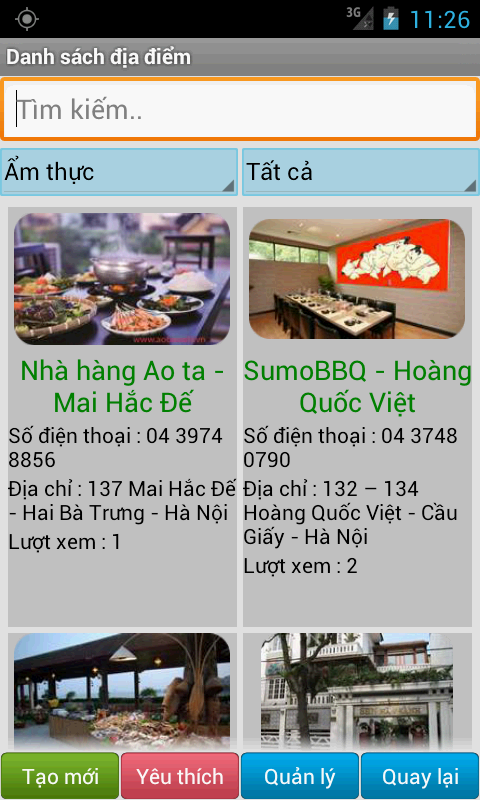 3G
11:26
Danh sách địa điểm
Tìm kiếm..
Ẩm thực
Tất cả
Nhà hàng Ao ta -
Mai Hắc Đế
Số điện thoại : 04 3974
8856
Địa chỉ : 137 Mai Hắc Đế
- Hai Bà Trưng - Hà Nội
Lượt xem : 1
SumoBBQ - Hoàng
Quốc Việt
Số điện thoại : 04 3748
0790
Địa chỉ : 132 – 134
Hoàng Quốc Việt - Cầu
Giấy - Hà Nội
Lượt xem : 2
Tạo mới
Yêu thích
Quản lý
Quay lại